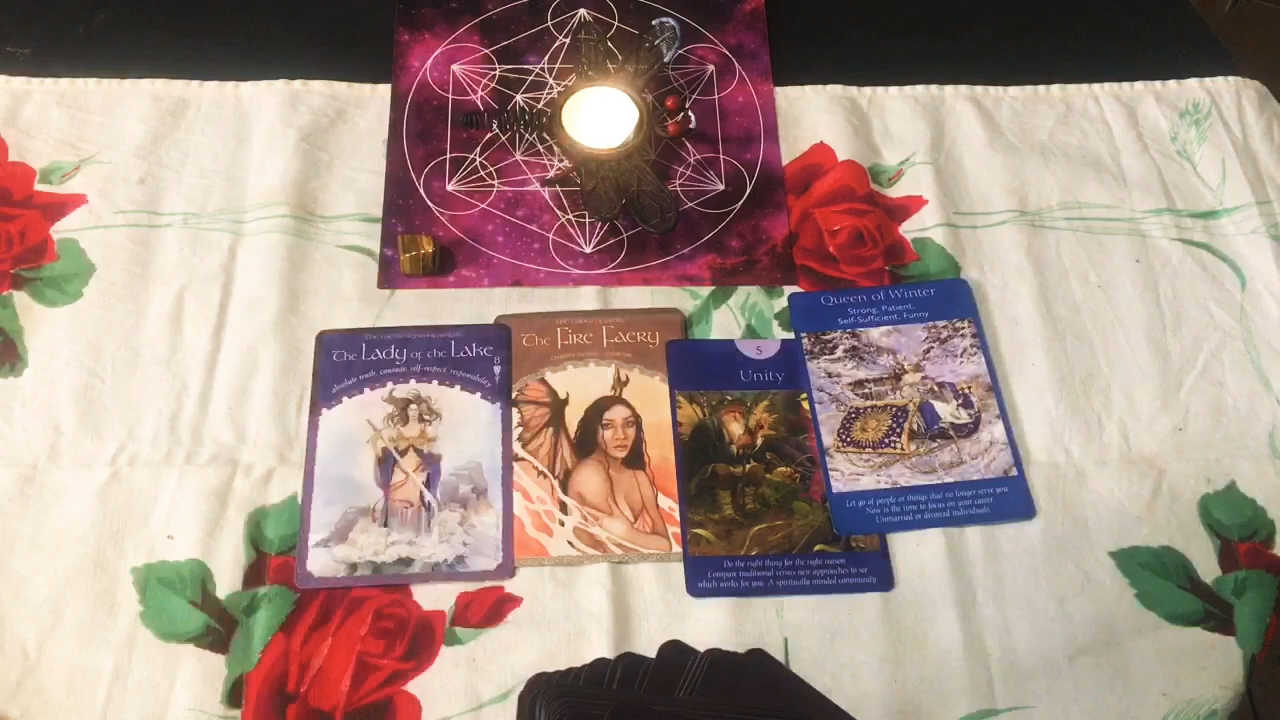 The Lady of the Lake
8
absolute truth, courage, self-respect, responsibility
The Fire Faery
5
Unity
Do the right thing for the right reason
Compare traditional versus new approaches to see
which works for you. A spiritually minded community
Queen of Winter
Strong, Patient,
Self-Sufficient, Funny
Let go of people or things that no longer serve you
Now is the time to focus on your career.
Unmarried or divorced individuals.